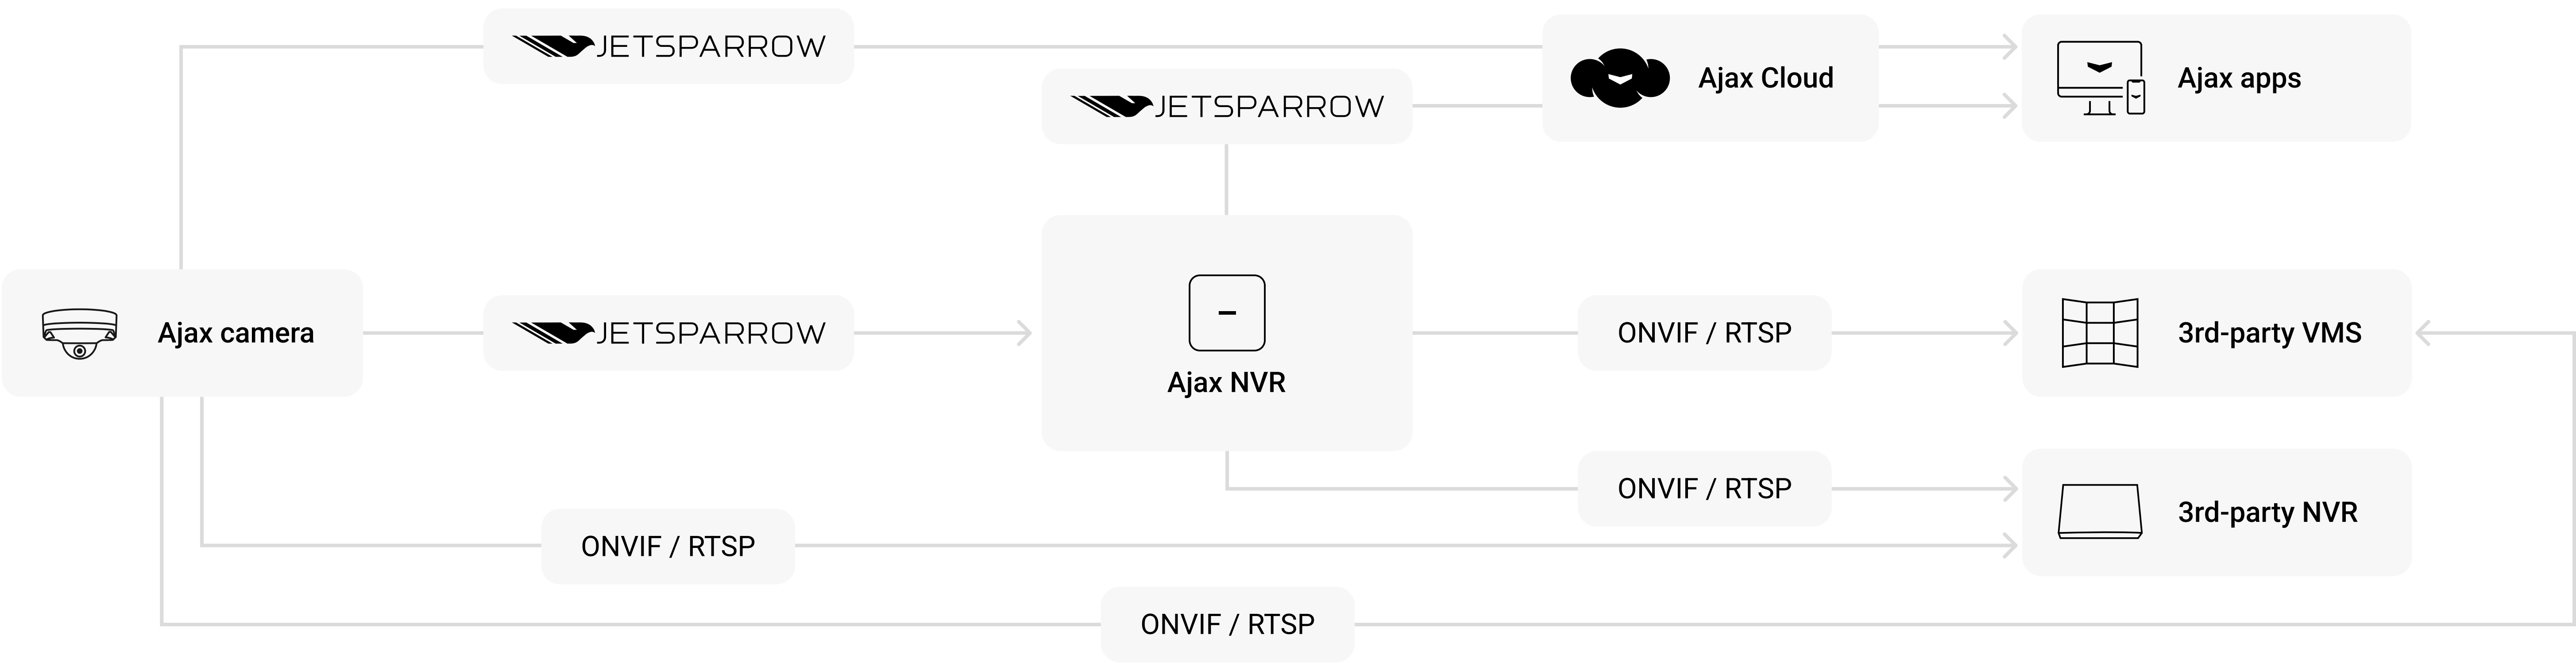 JETSPARROW
Ajax Cloud
Ajax apps
JETSPARROW
Ajax camera
JETSPARROW
Ajax NVR
ONVIF / RTSP
3rd-party VMS
ONVIF / RTSP
3rd-party NVR
ONVIF / RTSP
ONVIF / RTSP